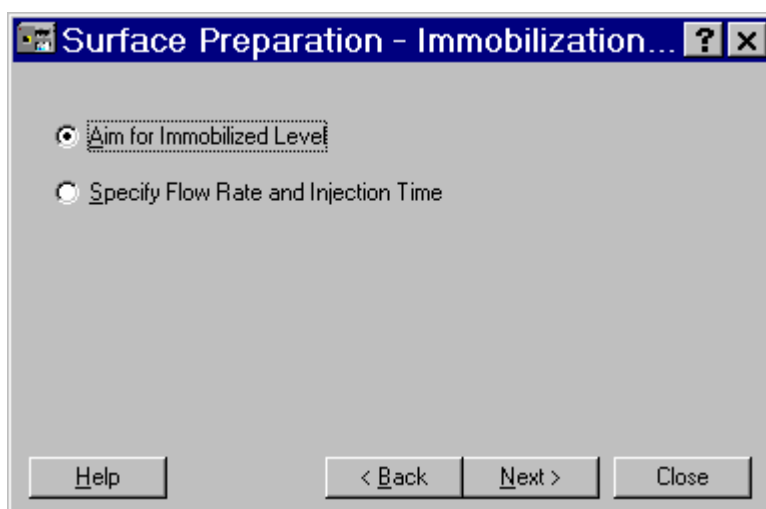 Surface Preparation - Immobilization... ? ×
Aim for Immobilized Level
Specify Flow Rate and Injection Time
Help < Back Next > Close